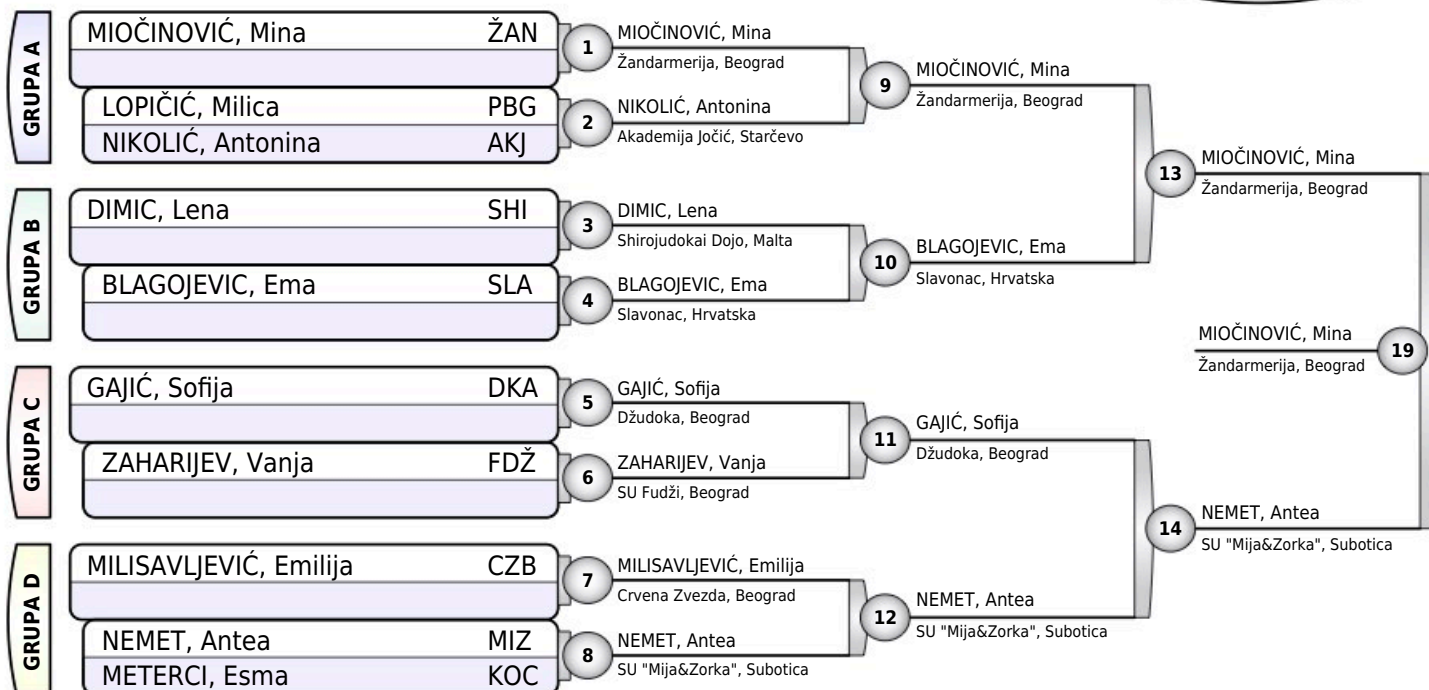 GRUPA A
MIOČINOVIĆ, Mina ŽAN
LOPIČIĆ, Milica PBG
NIKOLIĆ, Antonina AKJ
1
MIOČINOVIĆ, Mina
Žandarmerija, Beograd
2
NIKOLIĆ, Antonina
Akademija Jočić, Starčevo
9
MIOČINOVIĆ, Mina
Žandarmerija, Beograd
GRUPA B
DIMIC, Lena SHI
BLAGOJEVIC, Ema SLA
3
DIMIC, Lena
Shirojudokai Dojo, Malta
4
BLAGOJEVIC, Ema
Slavonac, Hrvatska
10
BLAGOJEVIC, Ema
Slavonac, Hrvatska
13
MIOČINOVIĆ, Mina
Žandarmerija, Beograd
GRUPA C
GAJIĆ, Sofija DKA
ZAHARIJEV, Vanja FDŽ
5
GAJIĆ, Sofija
Džudoka, Beograd
6
ZAHARIJEV, Vanja
SU Fudži, Beograd
11
GAJIĆ, Sofija
Džudoka, Beograd
GRUPA D
MILISAVLJEVIĆ, Emilija CZB
NEMET, Antea MIZ
METERCI, Esma KOC
7
MILISAVLJEVIĆ, Emilija
Crvena Zvezda, Beograd
8
NEMET, Antea
SU "Mija&Zorka", Subotica
12
NEMET, Antea
SU "Mija&Zorka", Subotica
14
NEMET, Antea
SU "Mija&Zorka", Subotica
MIOČINOVIĆ, Mina
Žandarmerija, Beograd
19